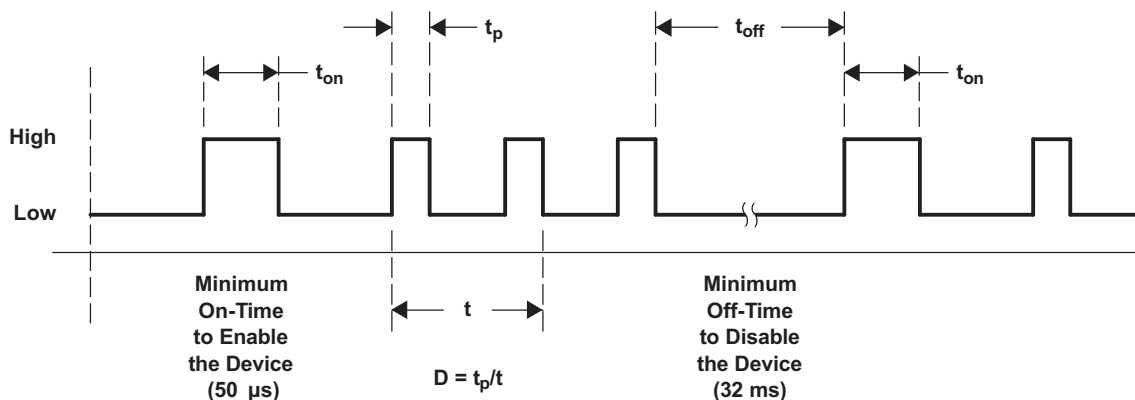 tp
toff
ton
ton
High
Low
Minimum
On-Time
to Enable
the Device
(50 µs)
t
D = tp/t
Minimum
Off-Time
to Disable
the Device
(32 ms)